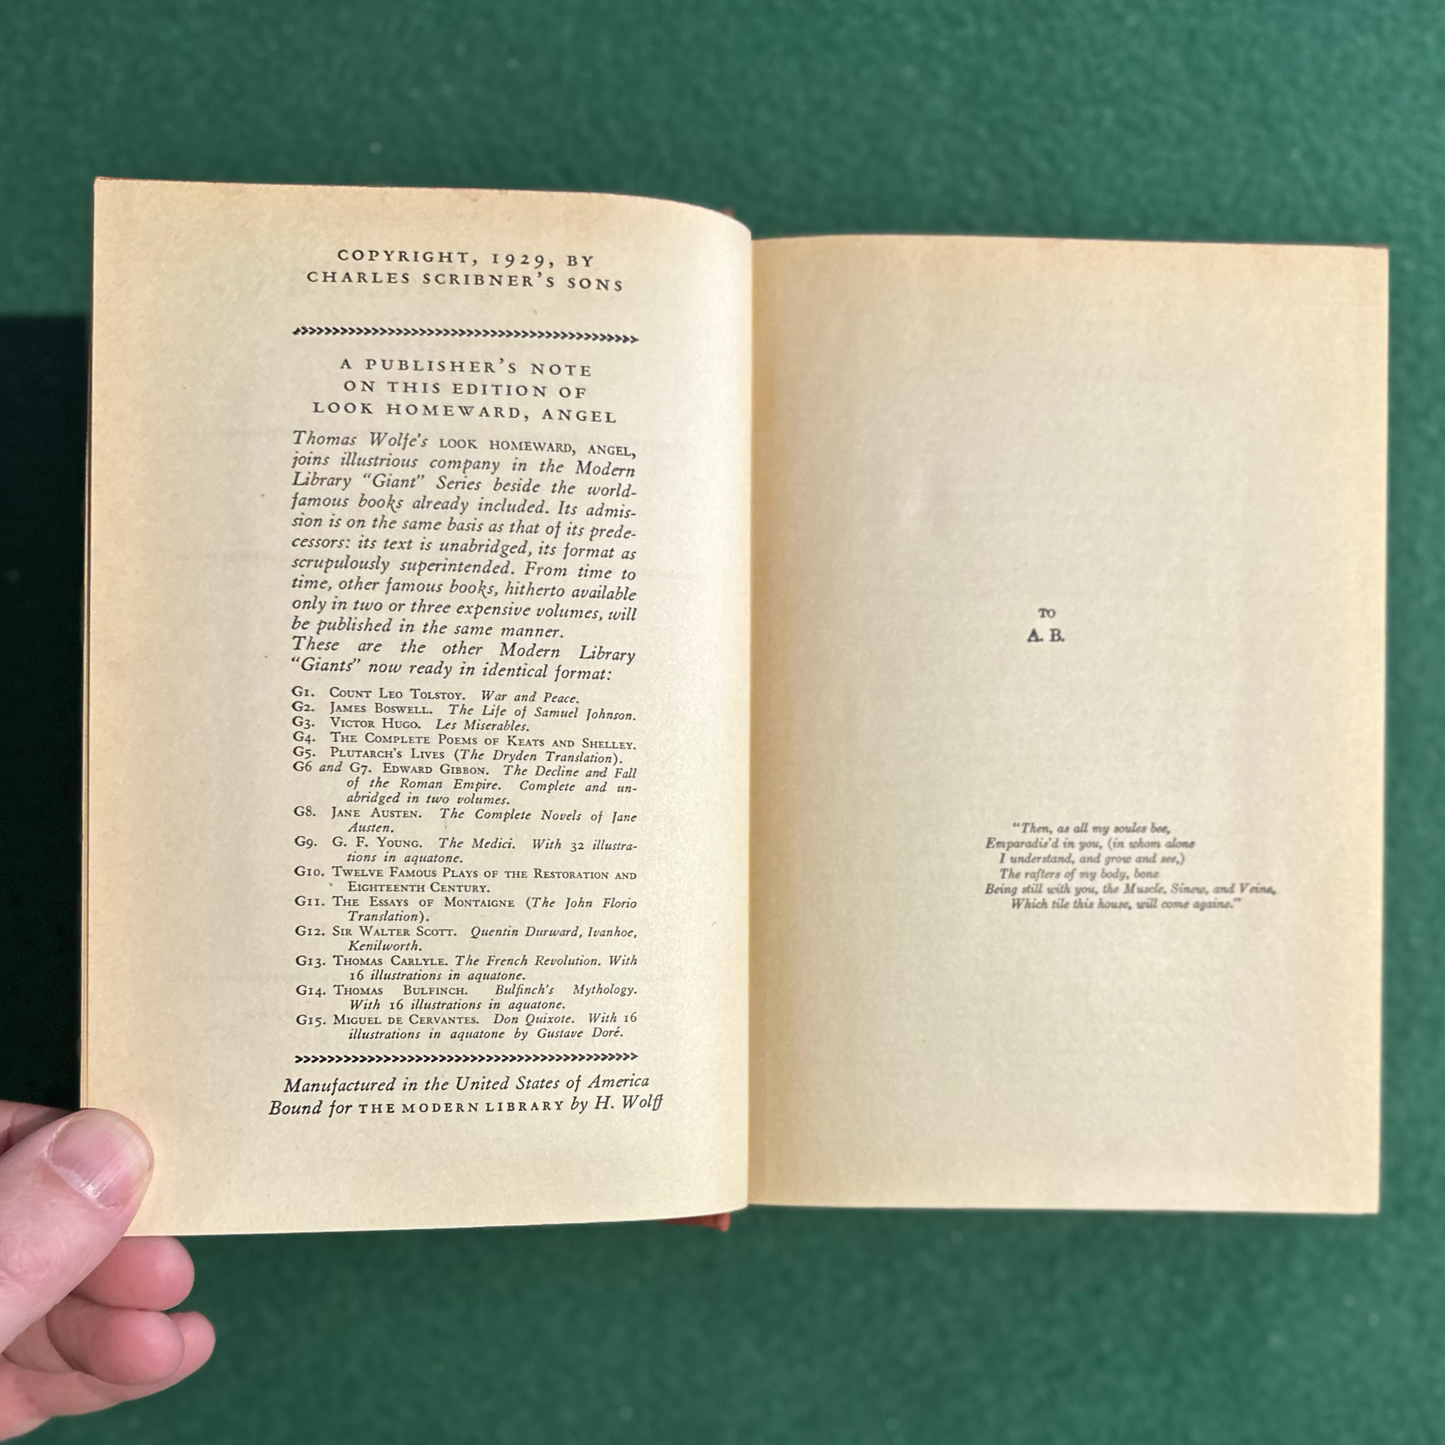 COPYRIGHT, 1929, BY
CHARLES SCRIBNER'S SONS
A PUBLISHER'S NOTE
ON THIS EDITION OF
LOOK HOMEWARD, ANGEL
Thomas Wolfe's LOOK HOMEWARD, ANGEL,
joins illustrious company in the Modern
Library "Giant" Series beside the world-
famous books already included. Its admis-
sion is on the same basis as that of its prede-
cessors: its text is unabridged, its format as
scrupulously superintended. From time to
time, other famous books, hitherto available
only in two or three expensive volumes, will
be published in the same manner.
These are the other Modern Library
"Giants" now ready in identical format:
G1. COUNT LEO TOLSTOY. War and Peace.
G2. JAMES BOSWELL. The Life of Samuel Johnson.
G3. VICTOR HUGO. Les Miserables.
G4. THE COMPLETE POEMS OF KEATS AND SHELLEY.
G5. PLUTARCH'S LIVES (The Dryden Translation).
G6 and G7. EDWARD GIBBON. The Decline and Fall
of the Roman Empire. Complete and un-
abridged in two volumes.
G8. JANE AUSTEN. The Complete Novels of Jane
Austen.
G9. G. F. YOUNG. The Medici. With 32 illustra-
tions in aquatone.
G10. TWELVE FAMOUS PLAYS OF THE RESTORATION AND
EIGHTEENTH CENTURY.
G11. THE ESSAYS OF MONTAIGNE (The John Florio
Translation).
G12. SIR WALTER SCOTT. Quentin Durward, Ivanhoe,
Kenilworth.
G13. THOMAS CARLYLE. The French Revolution. With
16 illustrations in aquatone.
G14. THOMAS BULFINCH. Bulfinch's Mythology.
With 16 illustrations in aquatone.
G15. MIGUEL DE CERVANTES. Don Quixote. With 16
illustrations in aquatone by Gustave Doré.
Manufactured in the United States of America
Bound for THE MODERN LIBRARY by H. Wolff
TO
A. B.
"Then, as all my soules bee,
Emparadis'd in you, (in whom alone
I understand, and grow and see,)
The rafters of my body, bone
Being still with you, the Muscle, Sinew, and Veine,
Which tile this house, will come againe."